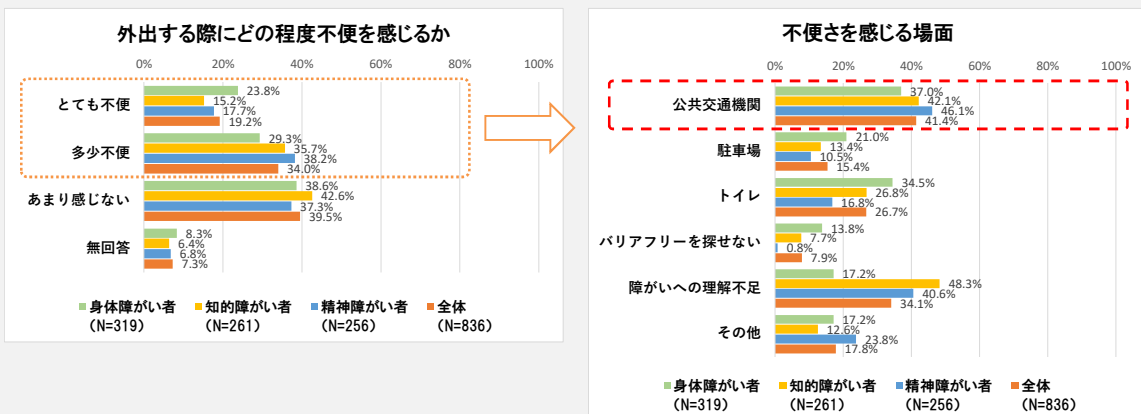 外出する際にどの程度不便を感じるか
0% 20% 40% 60% 80% 100%
とても不便
23.8%
15.2%
17.7%
19.2%
多少不便
29.3%
35.7%
38.2%
34.0%
あまり感じない
38.6%
42.6%
37.3%
39.5%
無回答
8.3%
6.4%
6.8%
7.3%
身体障がい者 知的障がい者 精神障がい者 全体
(N=319) (N=261) (N=256) (N=836)
不便さを感じる場面
0% 20% 40% 60% 80% 100%
公共交通機関
37.0%
42.1%
46.1%
41.4%
駐車場
21.0%
13.4%
10.5%
15.4%
トイレ
34.5%
26.8%
16.8%
26.7%
バリアフリーを探せない
13.8%
7.7%
0.8%
7.9%
障がいへの理解不足
17.2%
48.3%
40.6%
34.1%
その他
17.2%
12.6%
23.8%
17.8%
身体障がい者 知的障がい者 精神障がい者 全体
(N=319) (N=261) (N=256) (N=836)